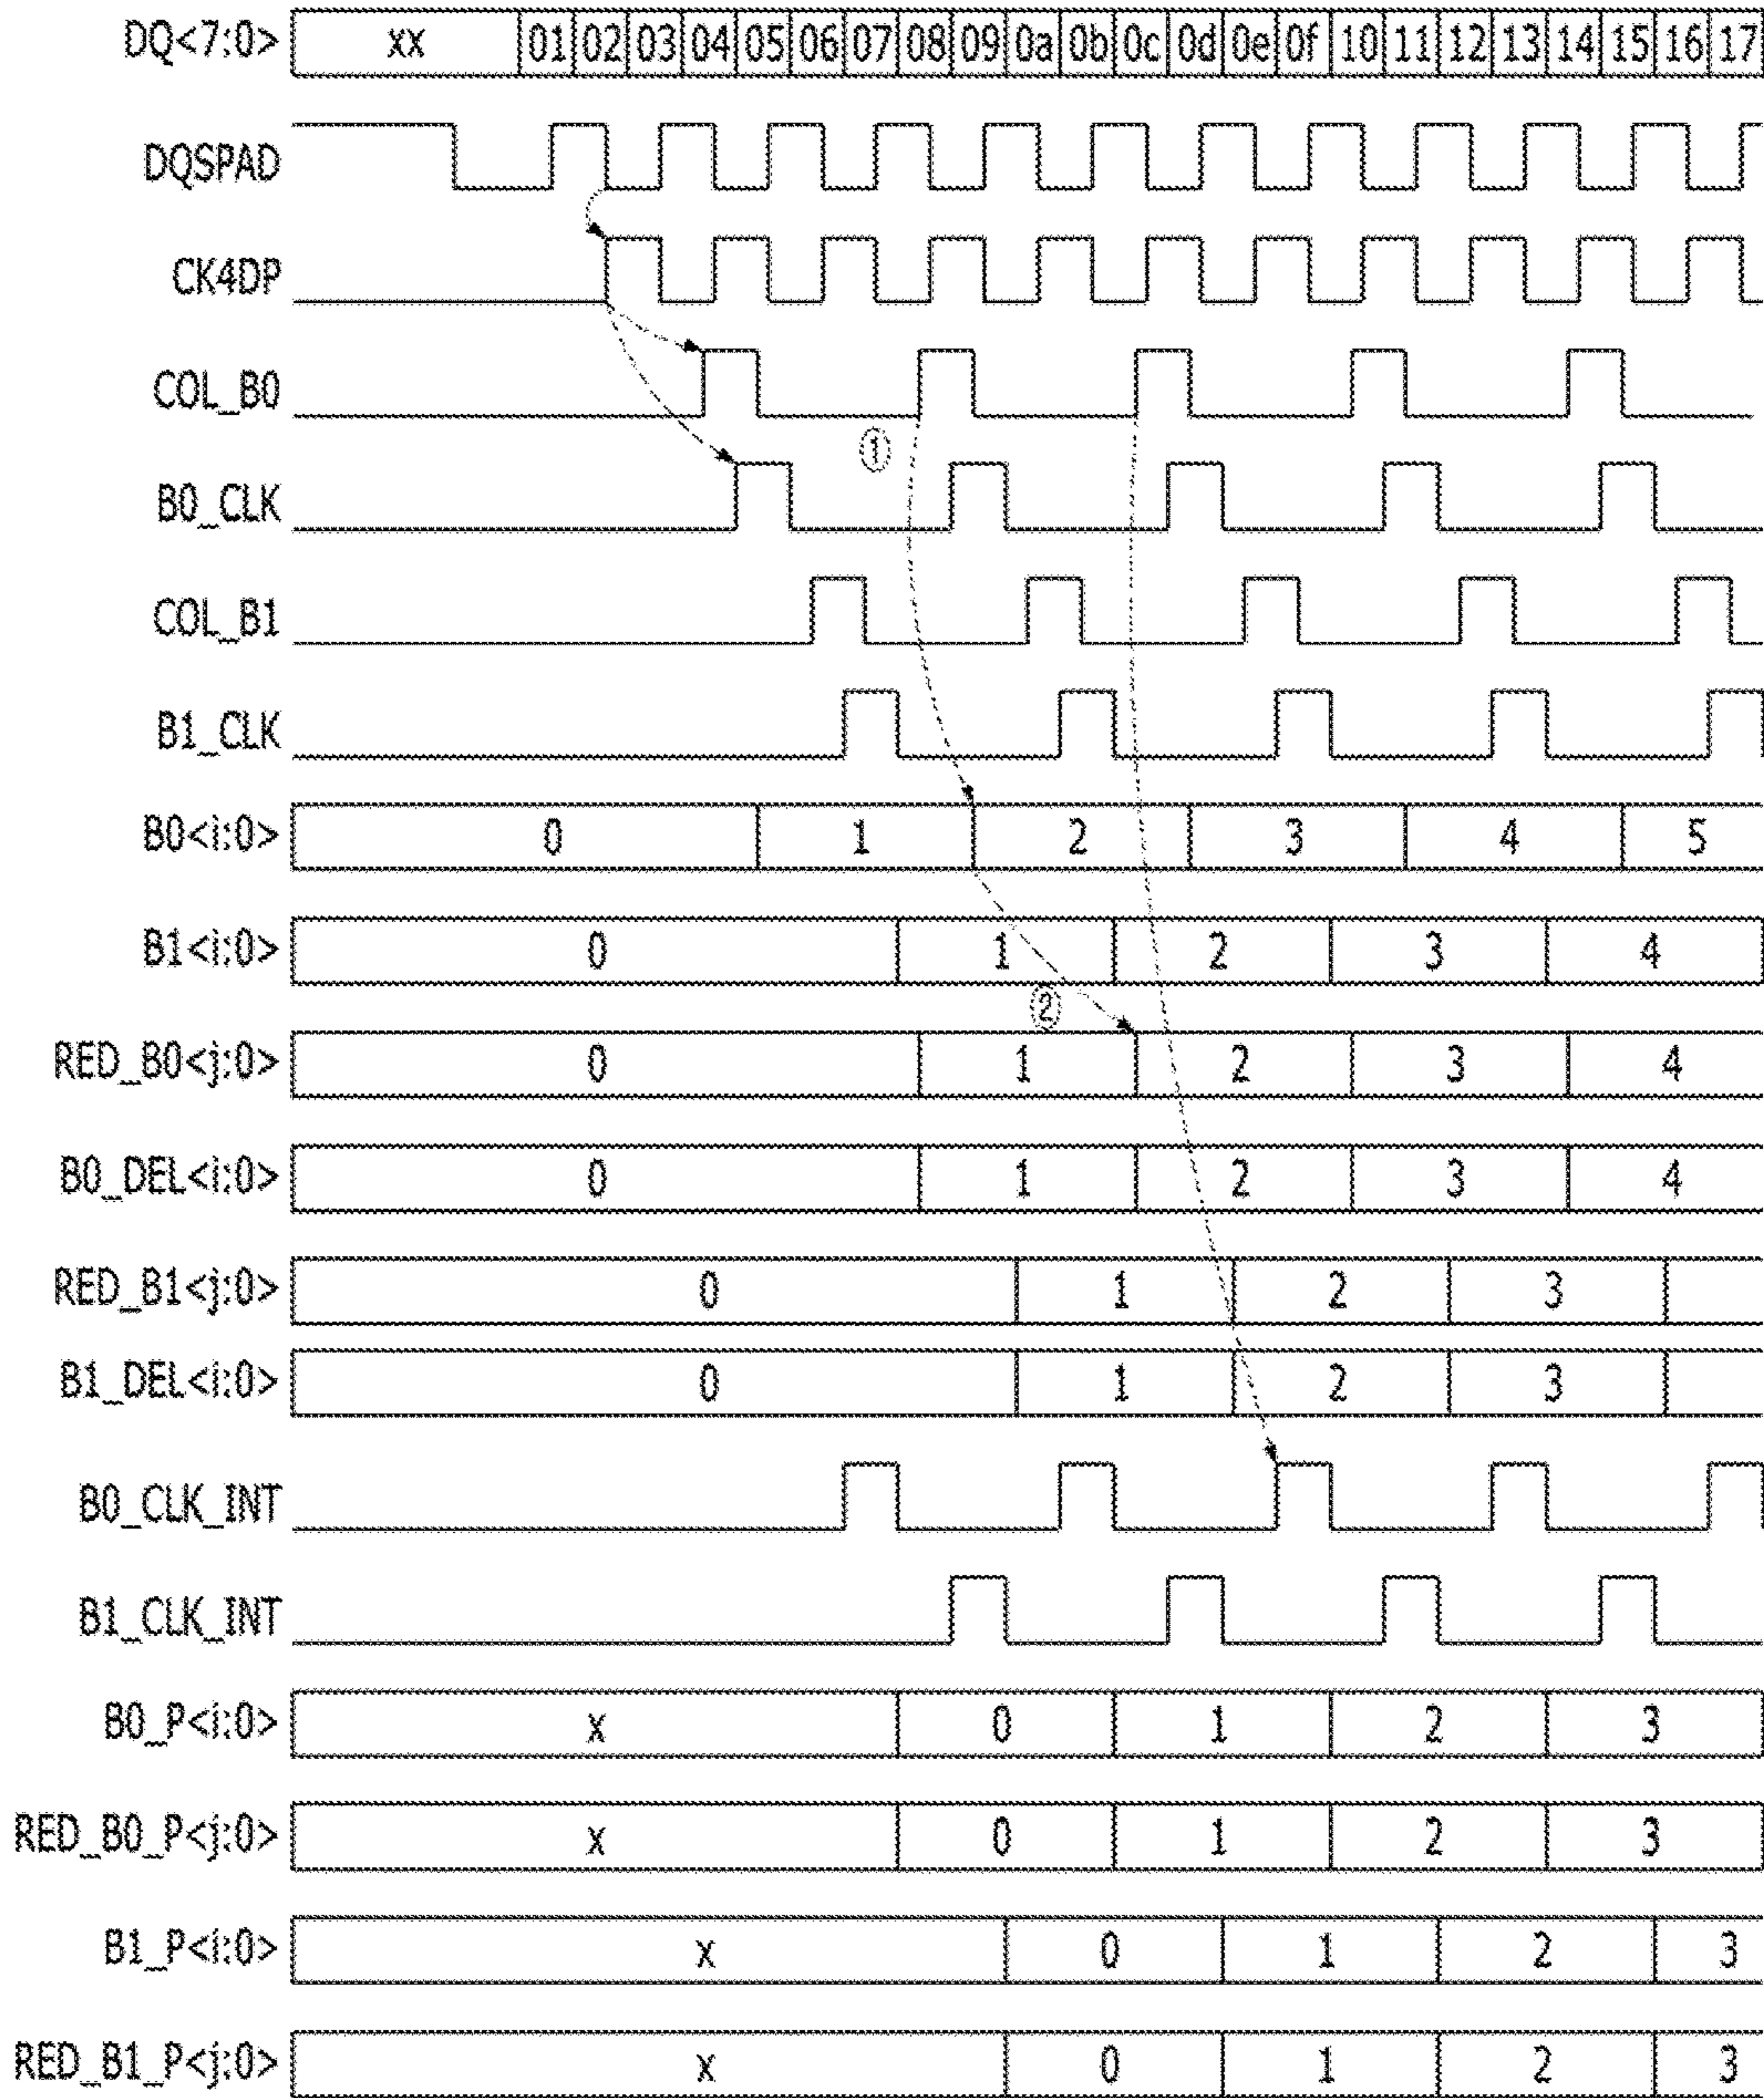 DQ<7:0> xx 01 02 03 04 05 06 07 08 09 0a 0b 0c 0d 0e 0f 10 11 12 13 14 15 16 17
DQSPAD
CK4DP
COL_B0
①
B0_CLK
COL_B1
B1_CLK
B0<i:0> 0 1 2 3 4 5
B1<i:0> 0 1 2 3 4
②
RED_B0<j:0> 0 1 2 3 4
B0_DEL<i:0> 0 1 2 3 4
RED_B1<j:0> 0 1 2 3
B1_DEL<i:0> 0 1 2 3
B0_CLK_INT
B1_CLK_INT
B0_P<i:0> x 0 1 2 3
RED_B0_P<j:0> x 0 1 2 3
B1_P<i:0> x 0 1 2 3
RED_B1_P<j:0> x 0 1 2 3